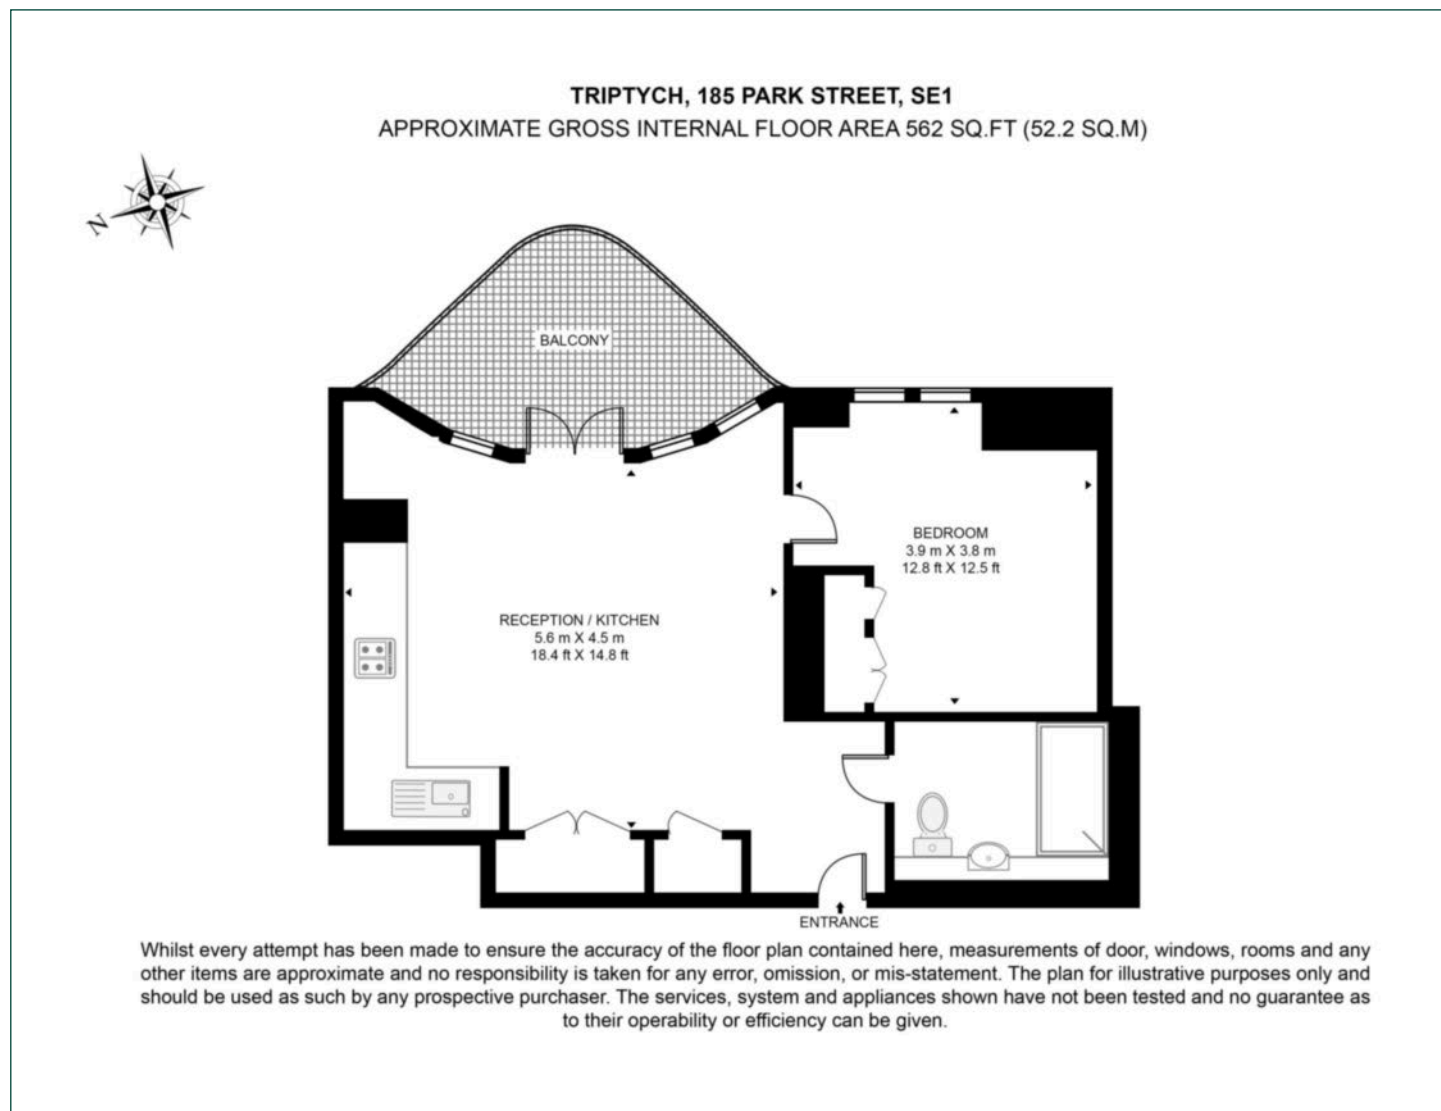 TRIPTYCH, 185 PARK STREET, SE1
APPROXIMATE GROSS INTERNAL FLOOR AREA 562 SQ.FT (52.2 SQ.M)
N
BALCONY
BEDROOM
3.9 m X 3.8 m
12.8 ft X 12.5 ft
RECEPTION / KITCHEN
5.6 m X 4.5 m
18.4 ft X 14.8 ft
ENTRANCE
Whilst every attempt has been made to ensure the accuracy of the floor plan contained here, measurements of door, windows, rooms and any
other items are approximate and no responsibility is taken for any error, omission, or mis-statement. The plan for illustrative purposes only and
should be used as such by any prospective purchaser. The services, system and appliances shown have not been tested and no guarantee as
to their operability or efficiency can be given.